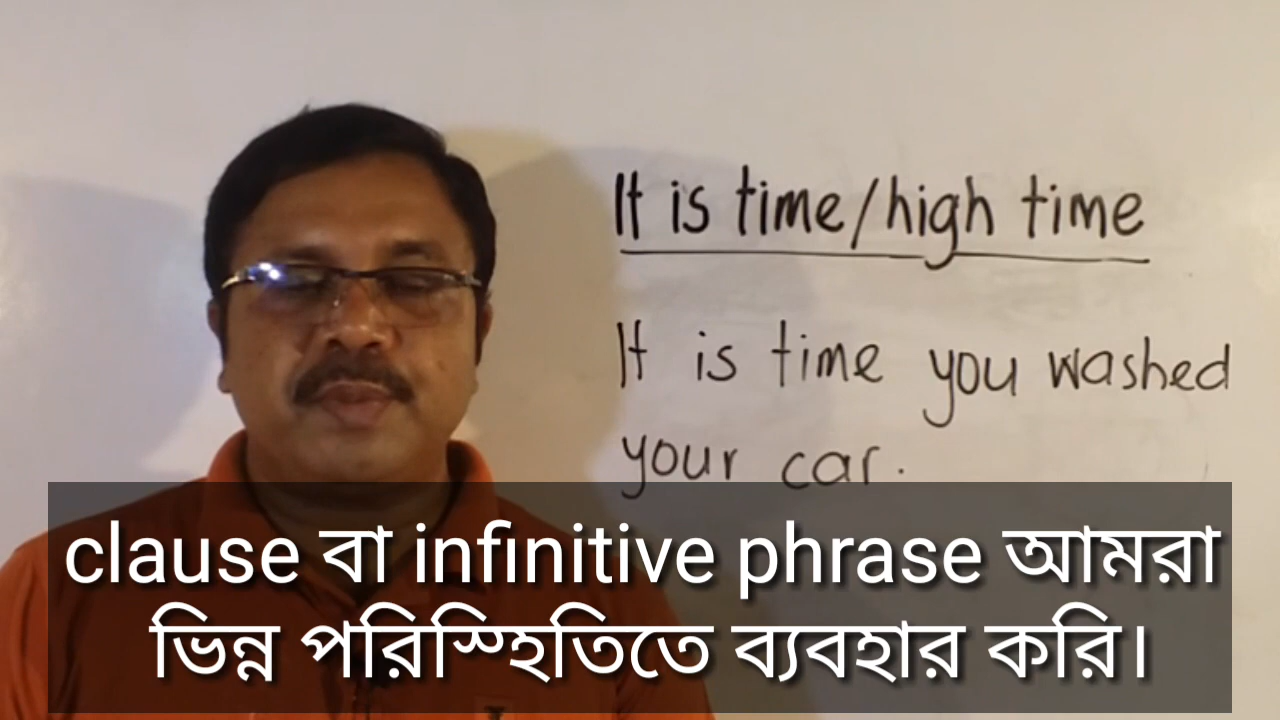 It is time/high time
It is time you washed
your car.
clause বা infinitive phrase আমরা
ভিন্ন পরিস্হিতিতে ব্যবহার করি।